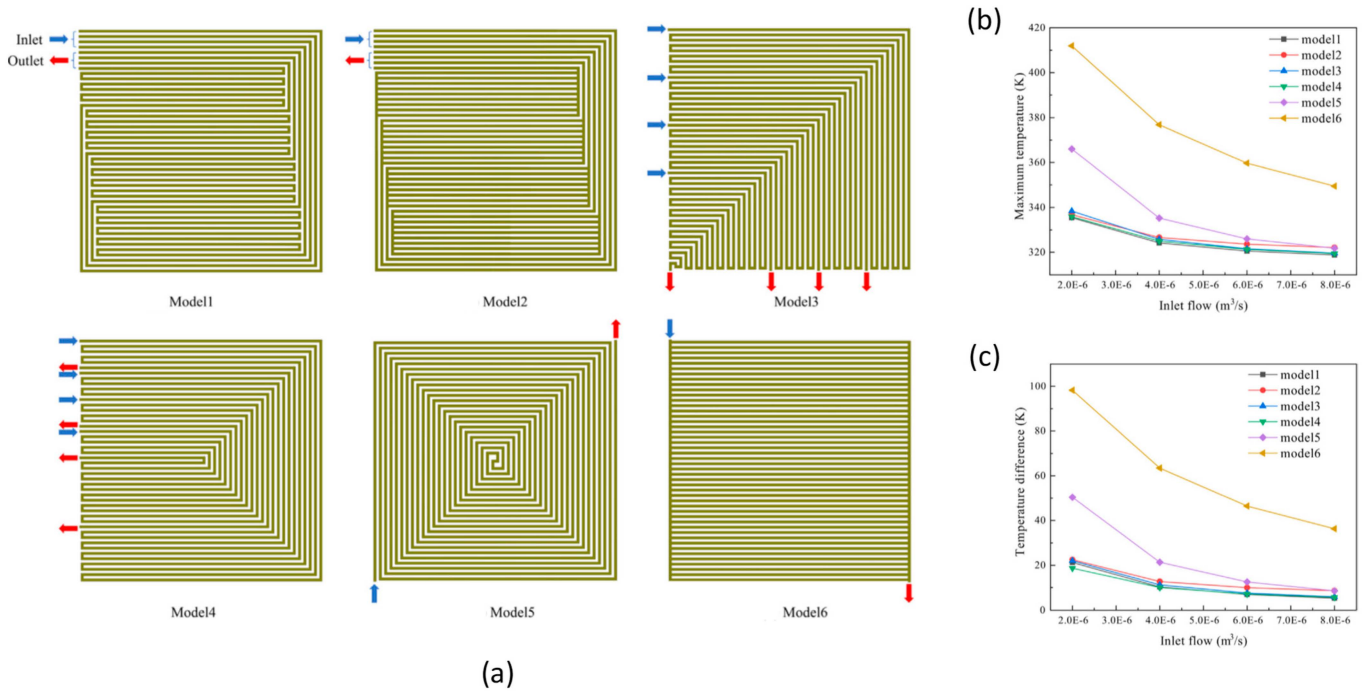 Inlet
Outlet
Model1
Model2
Model3
Model4
Model5
Model6
(a)
(b)
420
400
380
360
340
320
Maximum temperature (K)
model1
model2
model3
model4
model5
model6
2.0E-6 3.0E-6 4.0E-6 5.0E-6 6.0E-6 7.0E-6 8.0E-6
Inlet flow (m³/s)
(c)
100
80
60
40
20
0
Temperature difference (K)
model1
model2
model3
model4
model5
model6
2.0E-6 3.0E-6 4.0E-6 5.0E-6 6.0E-6 7.0E-6 8.0E-6
Inlet flow (m³/s)